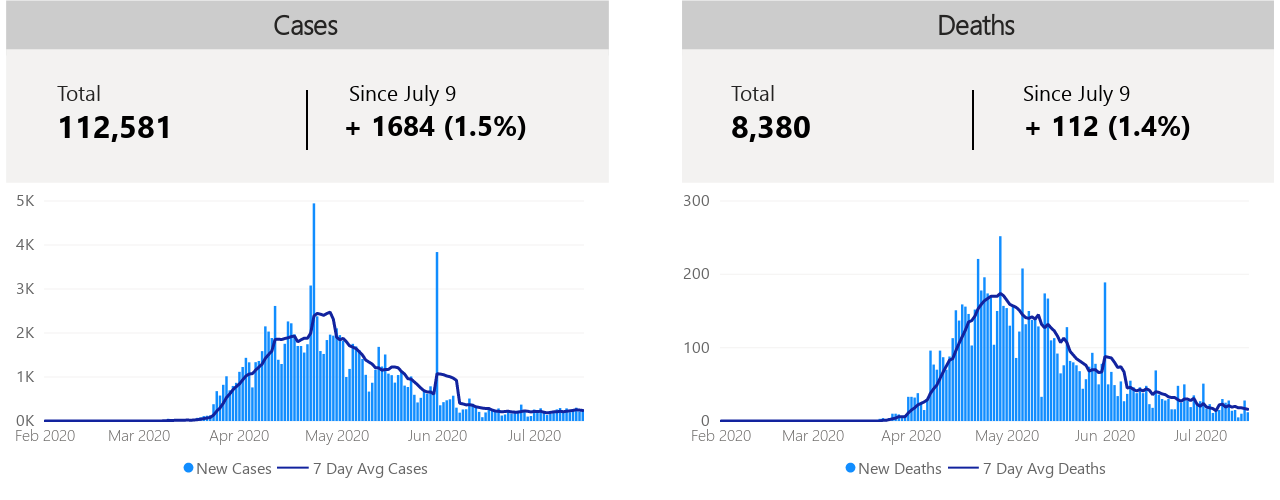 Cases
Total
112,581
Since July 9
+ 1684 (1.5%)
5K
4K
3K
2K
1K
0K
Feb 2020 Mar 2020 Apr 2020 May 2020 Jun 2020 Jul 2020
New Cases 7 Day Avg Cases
Deaths
Total
8,380
Since July 9
+ 112 (1.4%)
300
200
100
0
Feb 2020 Mar 2020 Apr 2020 May 2020 Jun 2020 Jul 2020
New Deaths 7 Day Avg Deaths